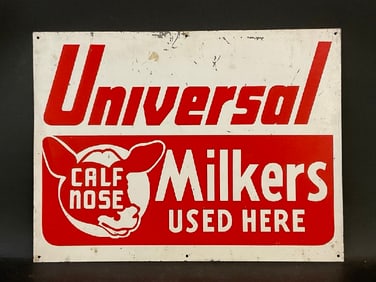 Universal
CALF
NOSE
Milkers
USED HERE